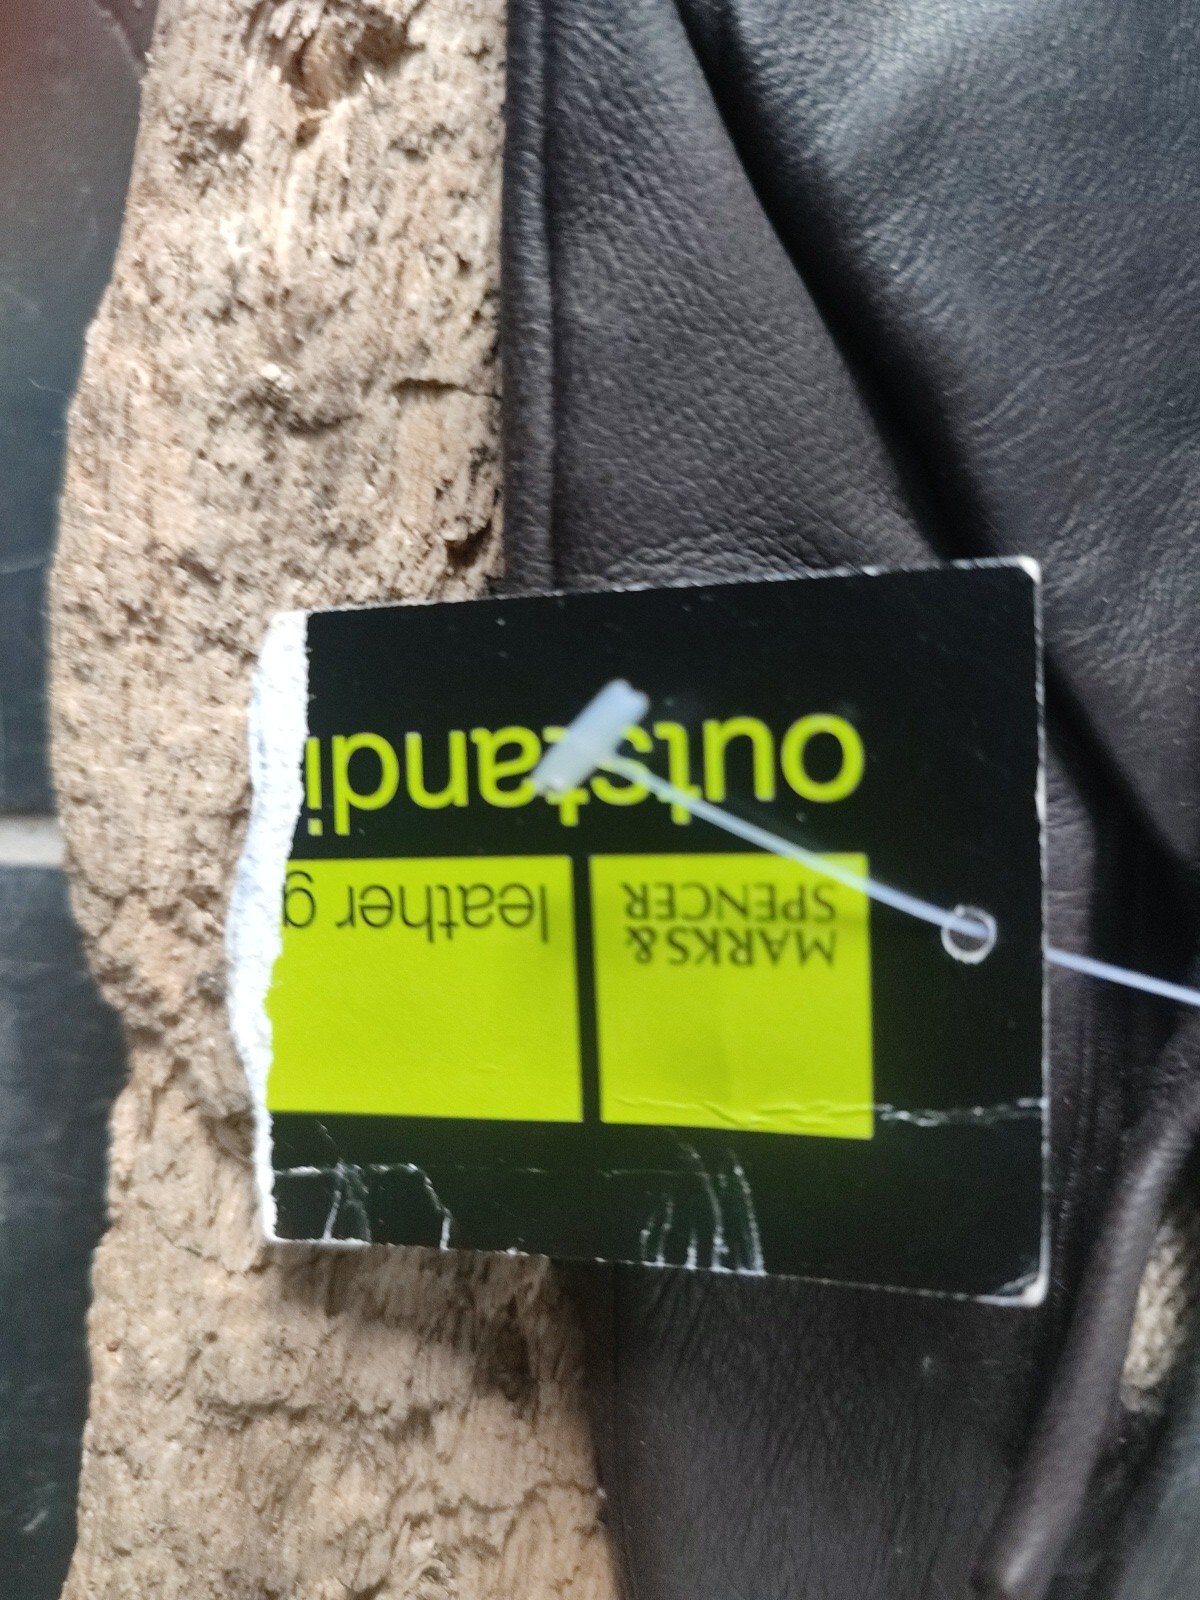 MARKS&
SPENCER
leather g
outstandi